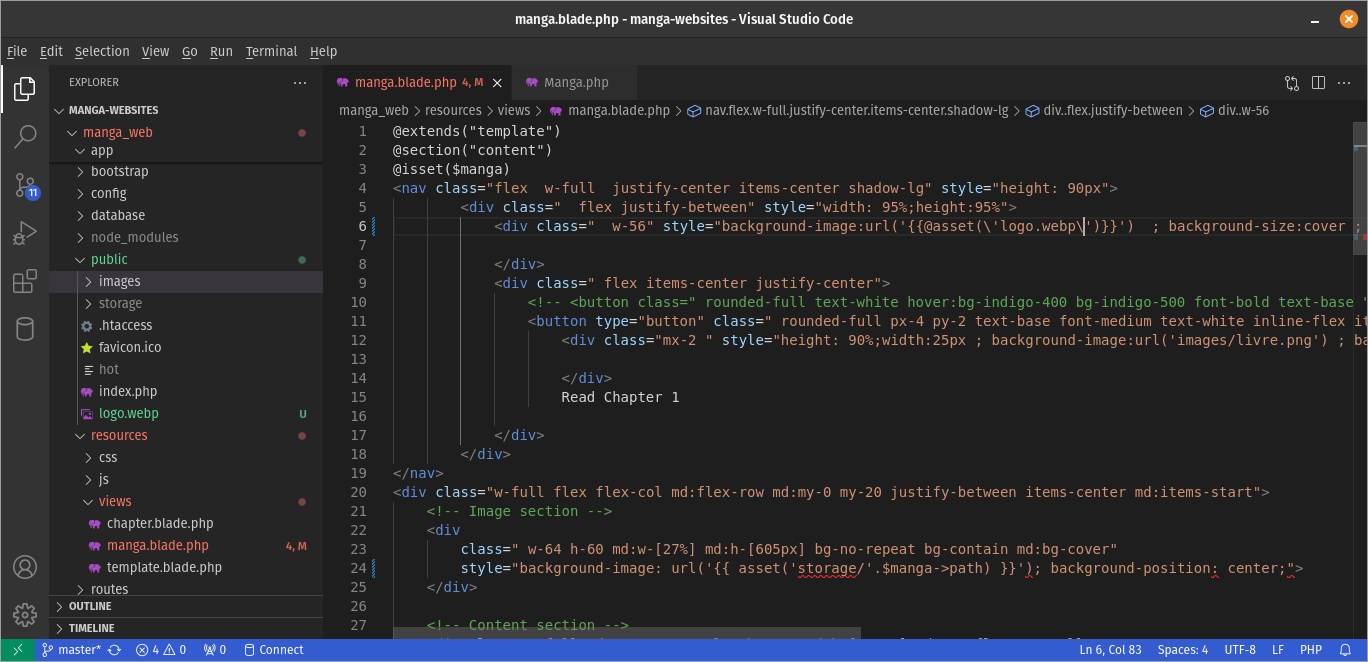 manga.blade.php - manga-websites - Visual Studio Code
File Edit Selection View Go Run Terminal Help
EXPLORER
MANGA-WEBSITES
manga_web
app
bootstrap
config
database
node_modules
public
images
storage
.htaccess
favicon.ico
hot
index.php
logo.webp U
resources
css
js
views
chapter.blade.php
manga.blade.php 4, M
template.blade.php
routes
OUTLINE
TIMELINE
11
manga.blade.php 4, M Manga.php
manga_web > resources > views > manga.blade.php > nav.flex.w-full.justify-center.items-center.shadow-lg > div..flex.justify-between > div..w-56
1 @extends("template")
2 @section("content")
3 @isset($manga)
4 <nav class="flex  w-full  justify-center items-center shadow-lg" style="height: 90px">
5 <div class="  flex justify-between" style="width: 95%;height:95%">
6 <div class="  w-56" style="background-image:url('{{@asset(\'logo.webp\')}}')  ; background-size:cover ;
7
8 </div>
9 <div class=" flex items-center justify-center">
10 <!-- <button class=" rounded-full text-white hover:bg-indigo-400 bg-indigo-500 font-bold text-base
11 <button type="button" class=" rounded-full px-4 py-2 text-base font-medium text-white inline-flex
12 <div class="mx-2 " style="height: 90%;width:25px ; background-image:url('images/livre.png') ;
13
14 </div>
15 Read Chapter 1
16
17 </div>
18 </div>
19 </nav>
20 <div class="w-full flex flex-col md:flex-row md:my-0 my-20 justify-between items-center md:items-start">
21 <!-- Image section -->
22 <div
23 class=" w-64 h-60 md:w-[27%] md:h-[605px] bg-no-repeat bg-contain md:bg-cover"
24 style="background-image: url('{{ asset('storage/'.$manga->path) }}'); background-position: center;">
25 </div>
26
27 <!-- Content section -->
master* 4 0 0 Connect Ln 6, Col 83 Spaces: 4 UTF-8 LF PHP